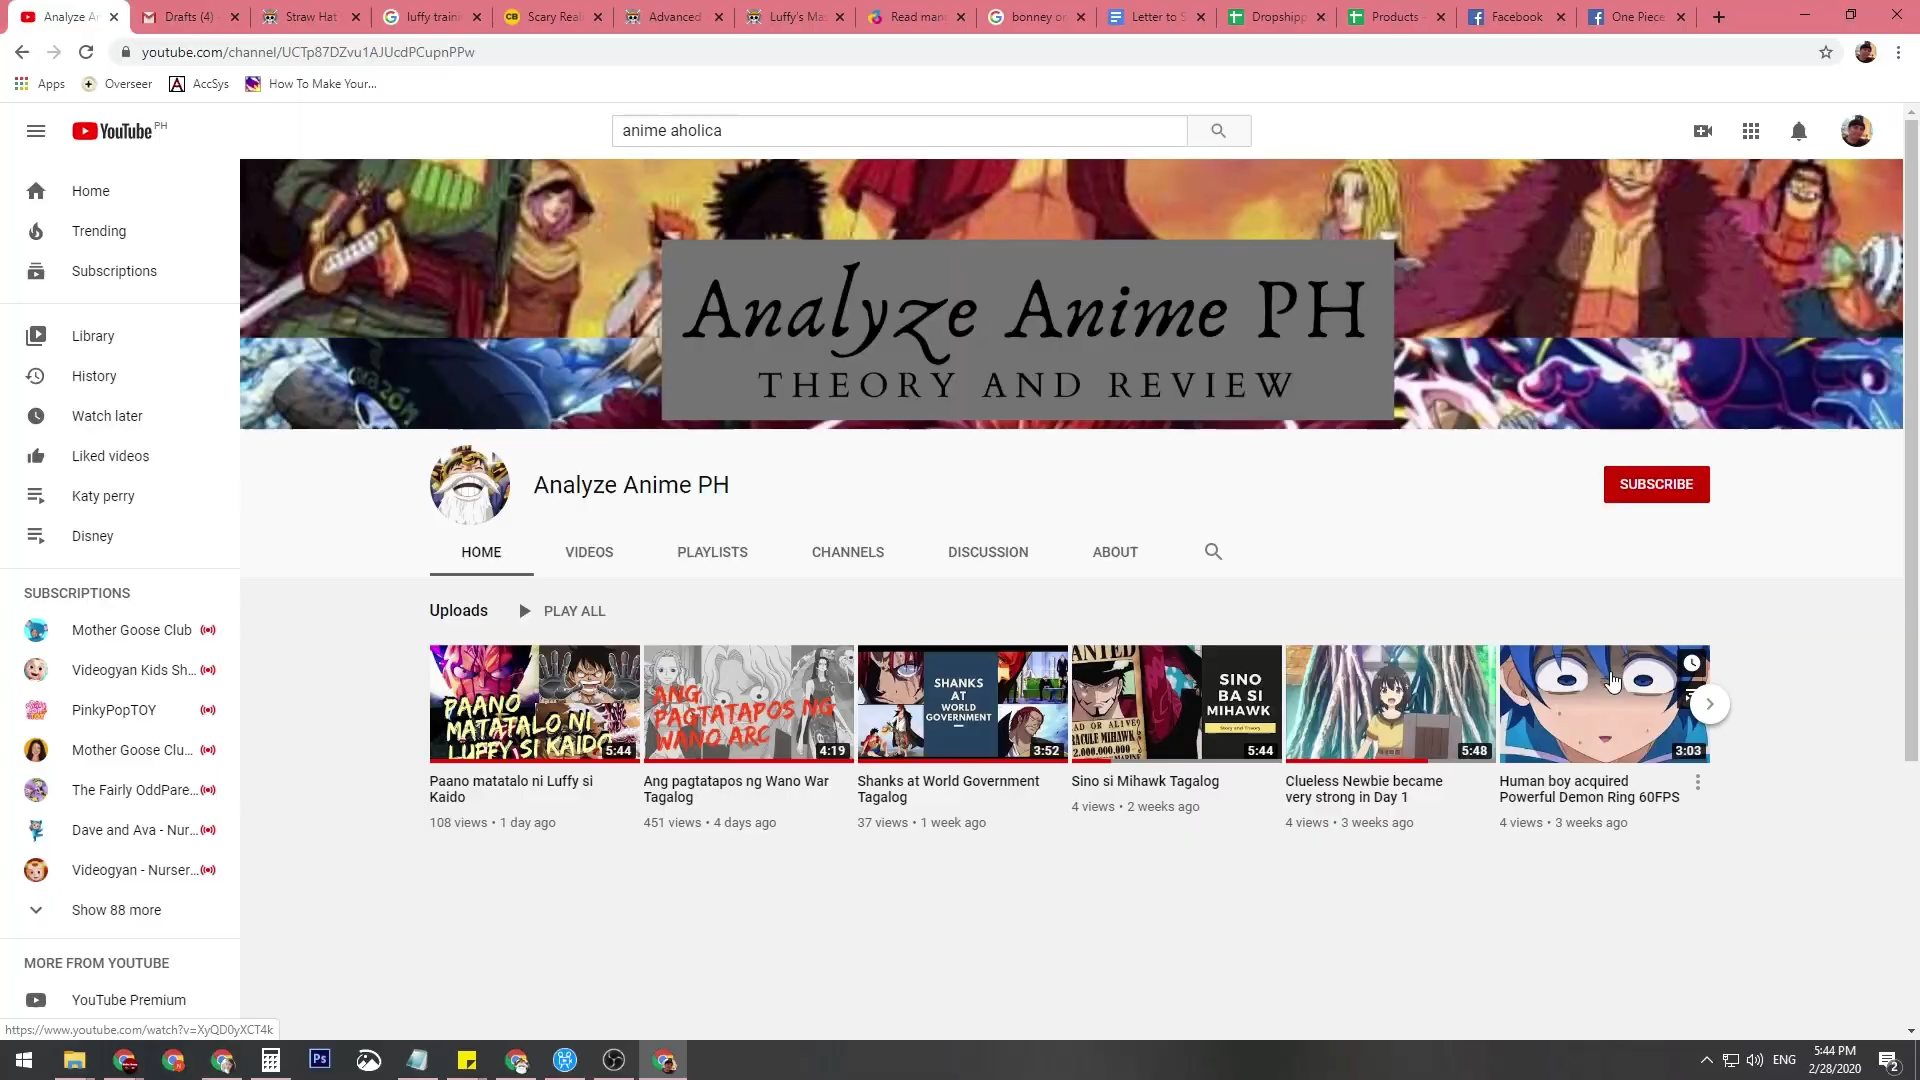 Analyze An
Drafts (4)
Straw Hat
luffy traini
Scary Real
Advanced
Luffy's Ma
Read man
bonney or
Letter to S
Dropshipp
Products -
Facebook
One Piece
youtube.com/channel/UCTp87DZvu1AJUcdPCupnPPw
Apps
Overseer
AccSys
How To Make Your...
YouTube PH
anime aholica
Home
Trending
Subscriptions
Library
History
Watch later
Liked videos
Katy perry
Disney
SUBSCRIPTIONS
Mother Goose Club
Videogyan Kids Sh...
PinkyPopTOY
Mother Goose Clu...
The Fairly OddPare...
Dave and Ava - Nur...
Videogyan - Nurser...
Show 88 more
MORE FROM YOUTUBE
YouTube Premium
https://www.youtube.com/watch?v=XyQD0yXCT4k
Analyze Anime PH
THEORY AND REVIEW
Analyze Anime PH
SUBSCRIBE
HOME
VIDEOS
PLAYLISTS
CHANNELS
DISCUSSION
ABOUT
Uploads
PLAY ALL
PAANO
MATATALO NI
LUFFY SI KAIDO
5:44
Paano matatalo ni Luffy si
Kaido
108 views • 1 day ago
ANG
PAGTATAPOS NG
WANO ARC
4:19
Ang pagtatapos ng Wano War
Tagalog
451 views • 4 days ago
SHANKS
AT
WORLD
GOVERNMENT
3:52
Shanks at World Government
Tagalog
37 views • 1 week ago
WANTED
SINO
BA SI
MIHAWK
Story and Theory
5:44
Sino si Mihawk Tagalog
4 views • 2 weeks ago
5:48
Clueless Newbie became
very strong in Day 1
4 views • 3 weeks ago
3:03
Human boy acquired
Powerful Demon Ring 60FPS
4 views • 3 weeks ago
Ps
ENG
5:44 PM
2/28/2020
2